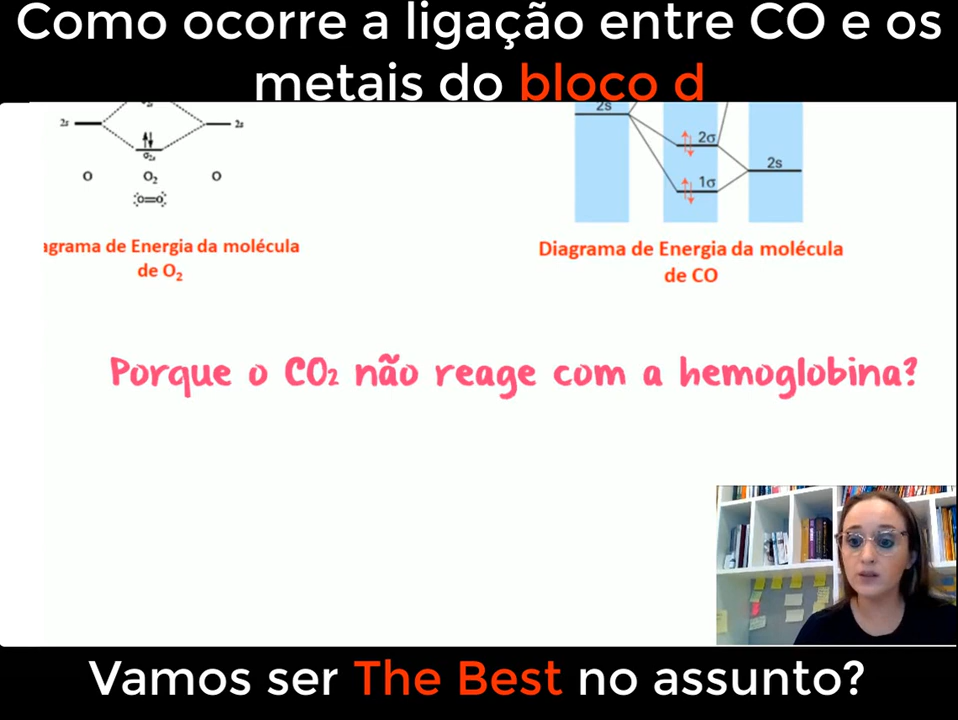 Como ocorre a ligação entre CO e os
metais do bloco d
2s
2s
σ₂ₛ
O O₂ O
:O=O:
2s
2σ
2s
1σ
agrama de Energia da molécula
de O₂
Diagrama de Energia da molécula
de CO
Porque o CO₂ não reage com a hemoglobina?
Vamos ser The Best no assunto?